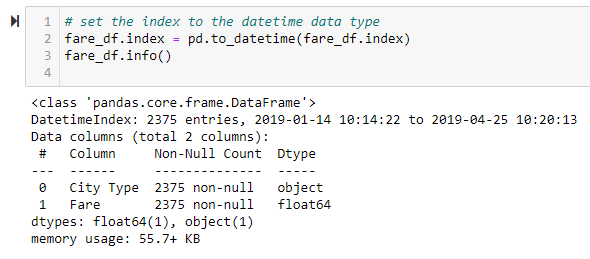 1 # set the index to the datetime data type
2 fare_df.index = pd.to_datetime(fare_df.index)
3 fare_df.info()
4
<class 'pandas.core.frame.DataFrame'>
DatetimeIndex: 2375 entries, 2019-01-14 10:14:22 to 2019-04-25 10:20:13
Data columns (total 2 columns):
 #   Column     Non-Null Count  Dtype
---  ------     --------------  -----
 0   City Type  2375 non-null   object
 1   Fare       2375 non-null   float64
dtypes: float64(1), object(1)
memory usage: 55.7+ KB